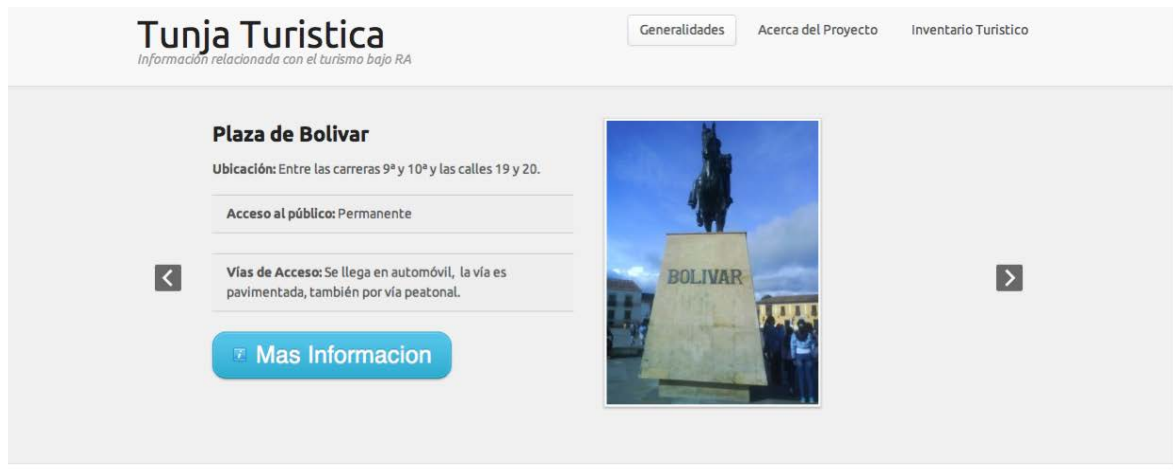 Tunja Turistica
Información relacionada con el turismo bajo RA
Generalidades
Acerca del Proyecto
Inventario Turistico
Plaza de Bolivar
Ubicación: Entre las carreras 9ª y 10ª y las calles 19 y 20.
Acceso al público: Permanente
Vías de Acceso: Se llega en automóvil, la vía es
pavimentada, también por vía peatonal.
Mas Informacion
BOLIVAR